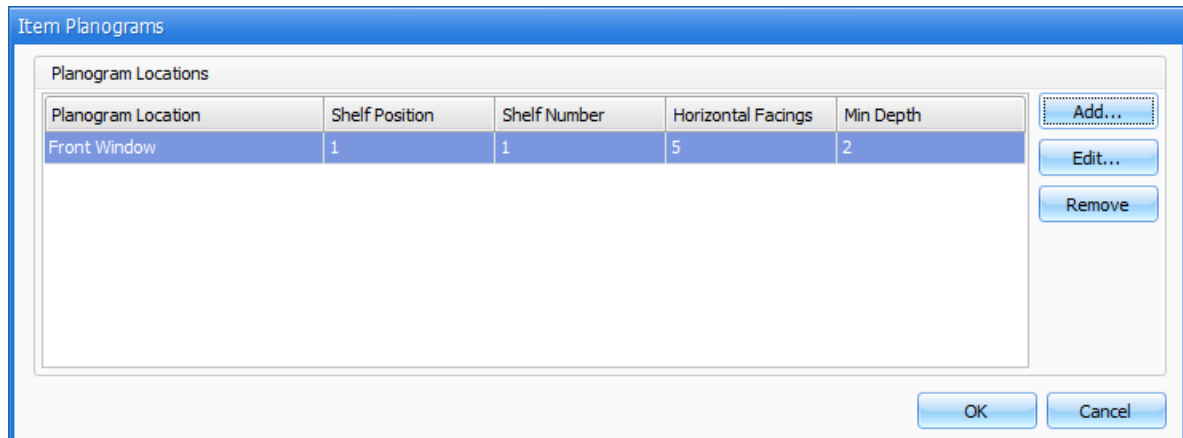 Item Planograms
Planogram Locations
Planogram Location Shelf Position Shelf Number Horizontal Facings Min Depth
Front Window 1 1 5 2
Add...
Edit...
Remove
OK Cancel